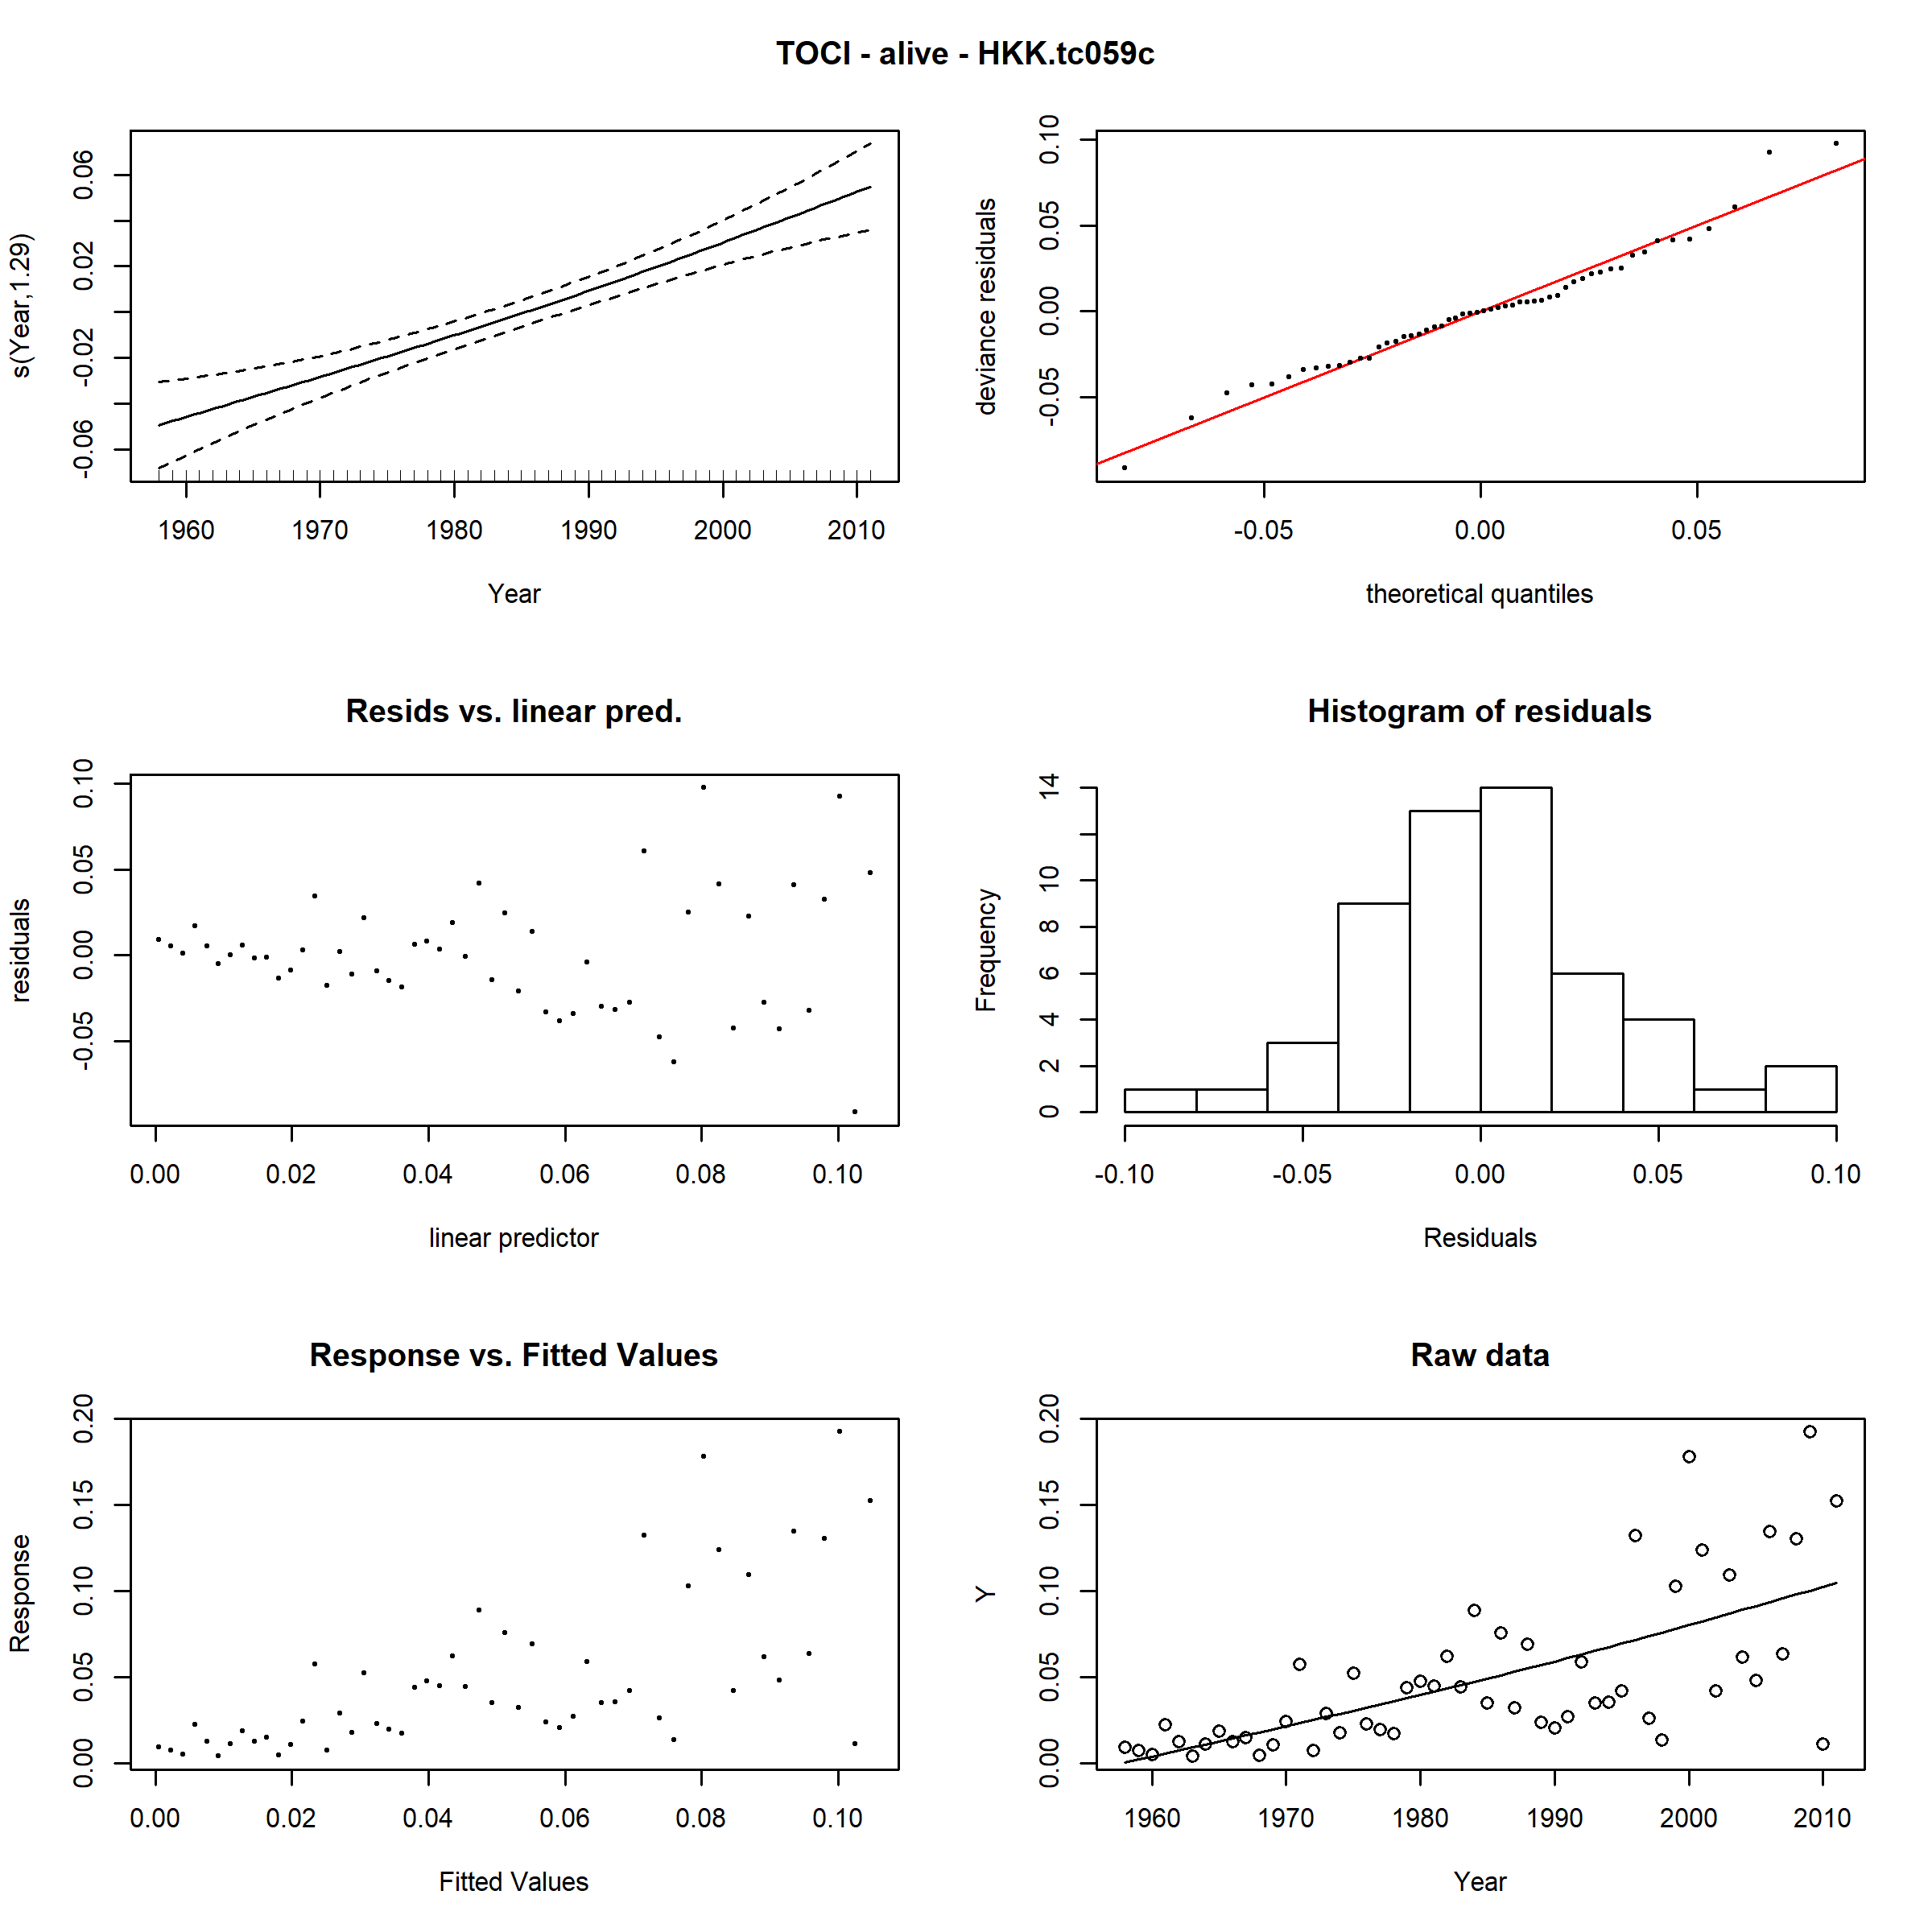 TOCI - alive - HKK.tc059c
s(Year,1.29)
-0.06 -0.02 0.02 0.06
1960 1970 1980 1990 2000 2010
Year
deviance residuals
-0.05 0.00 0.05 0.10
-0.05 0.00 0.05
theoretical quantiles
Resids vs. linear pred.
residuals
-0.05 0.00 0.05 0.10
0.00 0.02 0.04 0.06 0.08 0.10
linear predictor
Histogram of residuals
Frequency
0 2 4 6 8 10 14
-0.10 -0.05 0.00 0.05 0.10
Residuals
Response vs. Fitted Values
Response
0.00 0.05 0.10 0.15 0.20
0.00 0.02 0.04 0.06 0.08 0.10
Fitted Values
Raw data
Y
0.00 0.05 0.10 0.15 0.20
1960 1970 1980 1990 2000 2010
Year